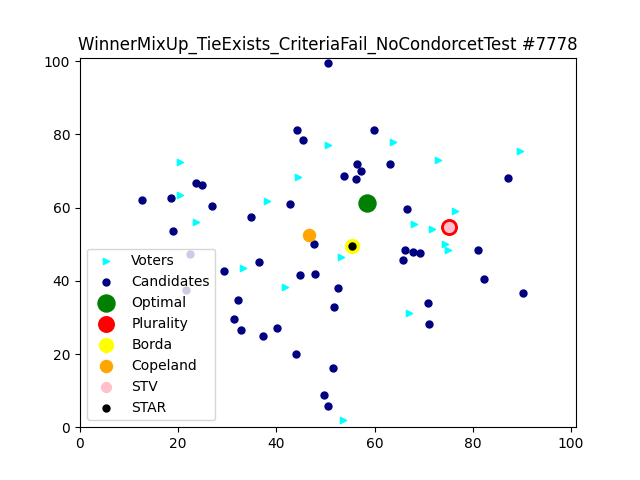 WinnerMixUp_TieExists_CriteriaFail_NoCondorcetTest #7778
100
80
60
40
20
0
Voters
Candidates
Optimal
Plurality
Borda
Copeland
STV
STAR
0 20 40 60 80 100